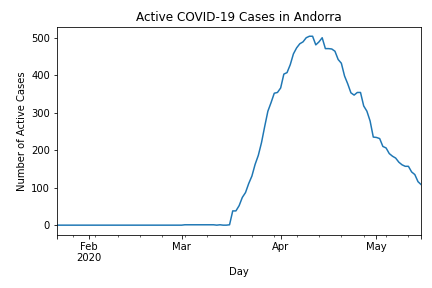 Active COVID-19 Cases in Andorra
Number of Active Cases
500
400
300
200
100
0
Feb
2020
Mar
Apr
May
Day